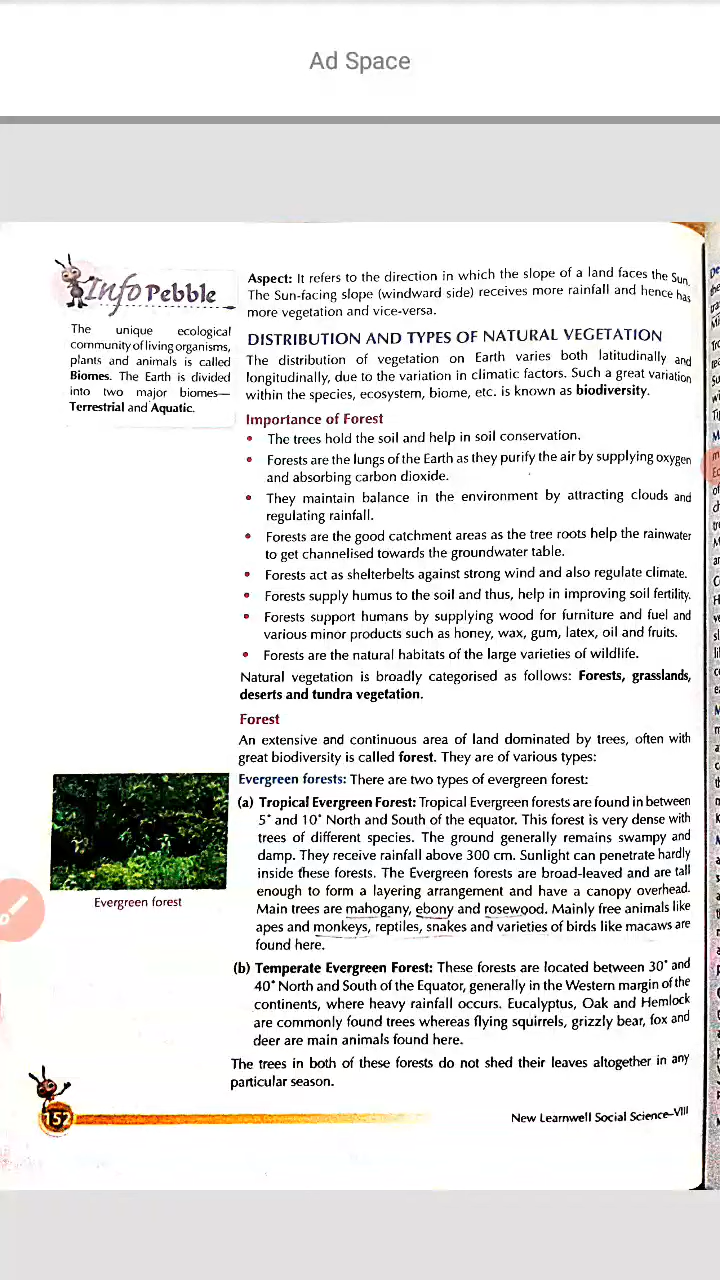 Ad Space
Info Pebble
The unique ecological
community of living organisms,
plants and animals is called
Biomes. The Earth is divided
into two major biomes—
Terrestrial and Aquatic.
Aspect: It refers to the direction in which the slope of a land faces the Sun.
The Sun-facing slope (windward side) receives more rainfall and hence has
more vegetation and vice-versa.
DISTRIBUTION AND TYPES OF NATURAL VEGETATION
The distribution of vegetation on Earth varies both latitudinally and
longitudinally, due to the variation in climatic factors. Such a great variation
within the species, ecosystem, biome, etc. is known as biodiversity.
Importance of Forest
• The trees hold the soil and help in soil conservation.
• Forests are the lungs of the Earth as they purify the air by supplying oxygen
and absorbing carbon dioxide.
• They maintain balance in the environment by attracting clouds and
regulating rainfall.
• Forests are the good catchment areas as the tree roots help the rainwater
to get channelised towards the groundwater table.
• Forests act as shelterbelts against strong wind and also regulate climate.
• Forests supply humus to the soil and thus, help in improving soil fertility.
• Forests support humans by supplying wood for furniture and fuel and
various minor products such as honey, wax, gum, latex, oil and fruits.
• Forests are the natural habitats of the large varieties of wildlife.
Natural vegetation is broadly categorised as follows: Forests, grasslands,
deserts and tundra vegetation.
Forest
An extensive and continuous area of land dominated by trees, often with
great biodiversity is called forest. They are of various types:
Evergreen forests: There are two types of evergreen forest:
(a) Tropical Evergreen Forest: Tropical Evergreen forests are found in between
5° and 10° North and South of the equator. This forest is very dense with
trees of different species. The ground generally remains swampy and
damp. They receive rainfall above 300 cm. Sunlight can penetrate hardly
inside these forests. The Evergreen forests are broad-leaved and are tall
enough to form a layering arrangement and have a canopy overhead.
Main trees are mahogany, ebony and rosewood. Mainly free animals like
apes and monkeys, reptiles, snakes and varieties of birds like macaws are
found here.
Evergreen forest
(b) Temperate Evergreen Forest: These forests are located between 30° and
40° North and South of the Equator, generally in the Western margin of the
continents, where heavy rainfall occurs. Eucalyptus, Oak and Hemlock
are commonly found trees whereas flying squirrels, grizzly bear, fox and
deer are main animals found here.
The trees in both of these forests do not shed their leaves altogether in any
particular season.
152
New Learnwell Social Science–VIII